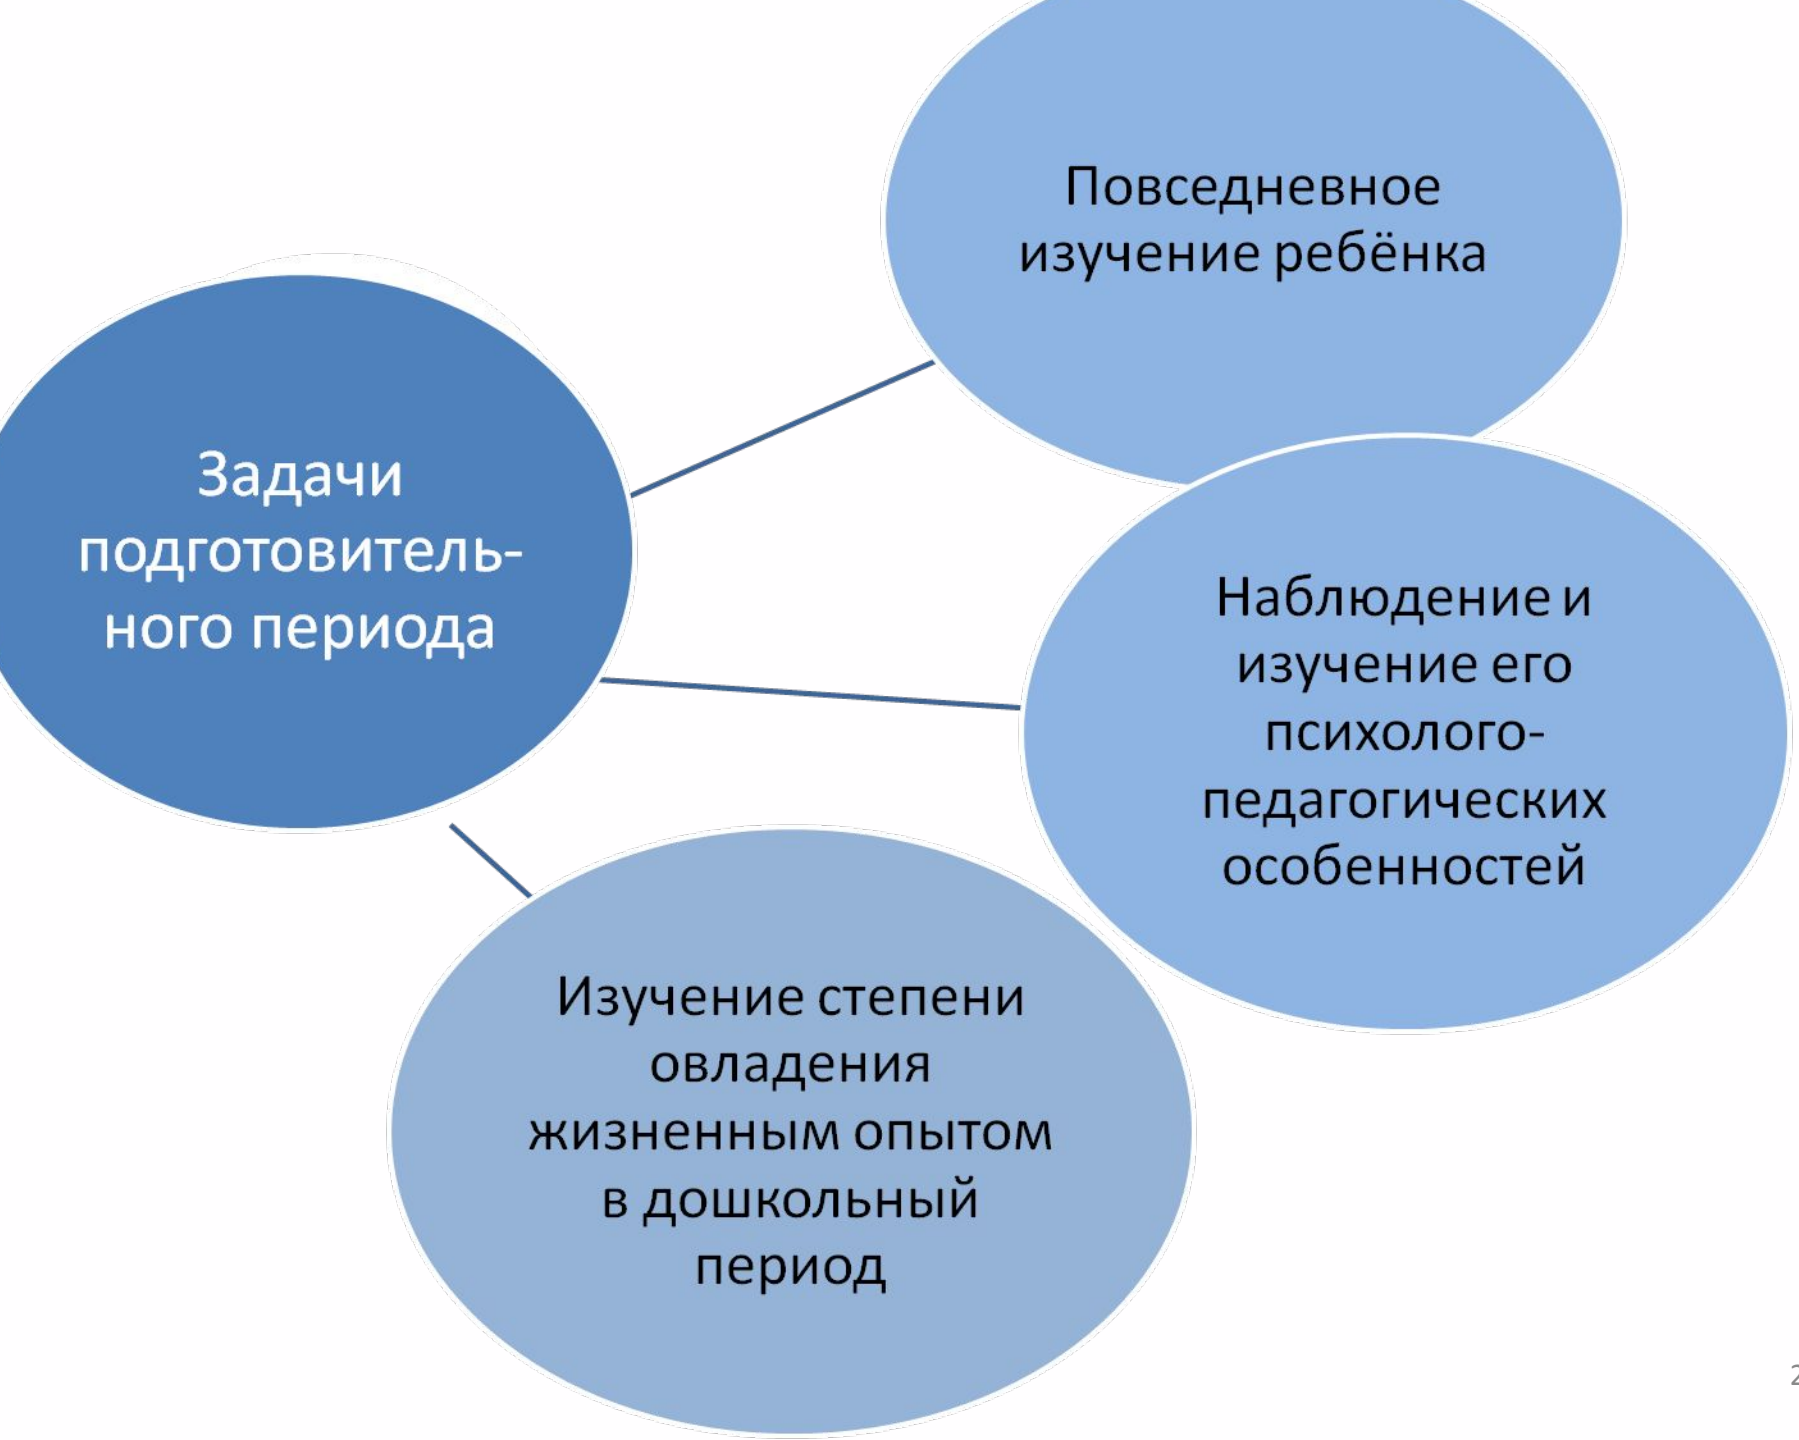 Повседневное
изучение ребёнка
Задачи
подготовитель-
ного периода
Наблюдение и
изучение его
психолого-
педагогических
особенностей
Изучение степени
овладения
жизненным опытом
в дошкольный
период